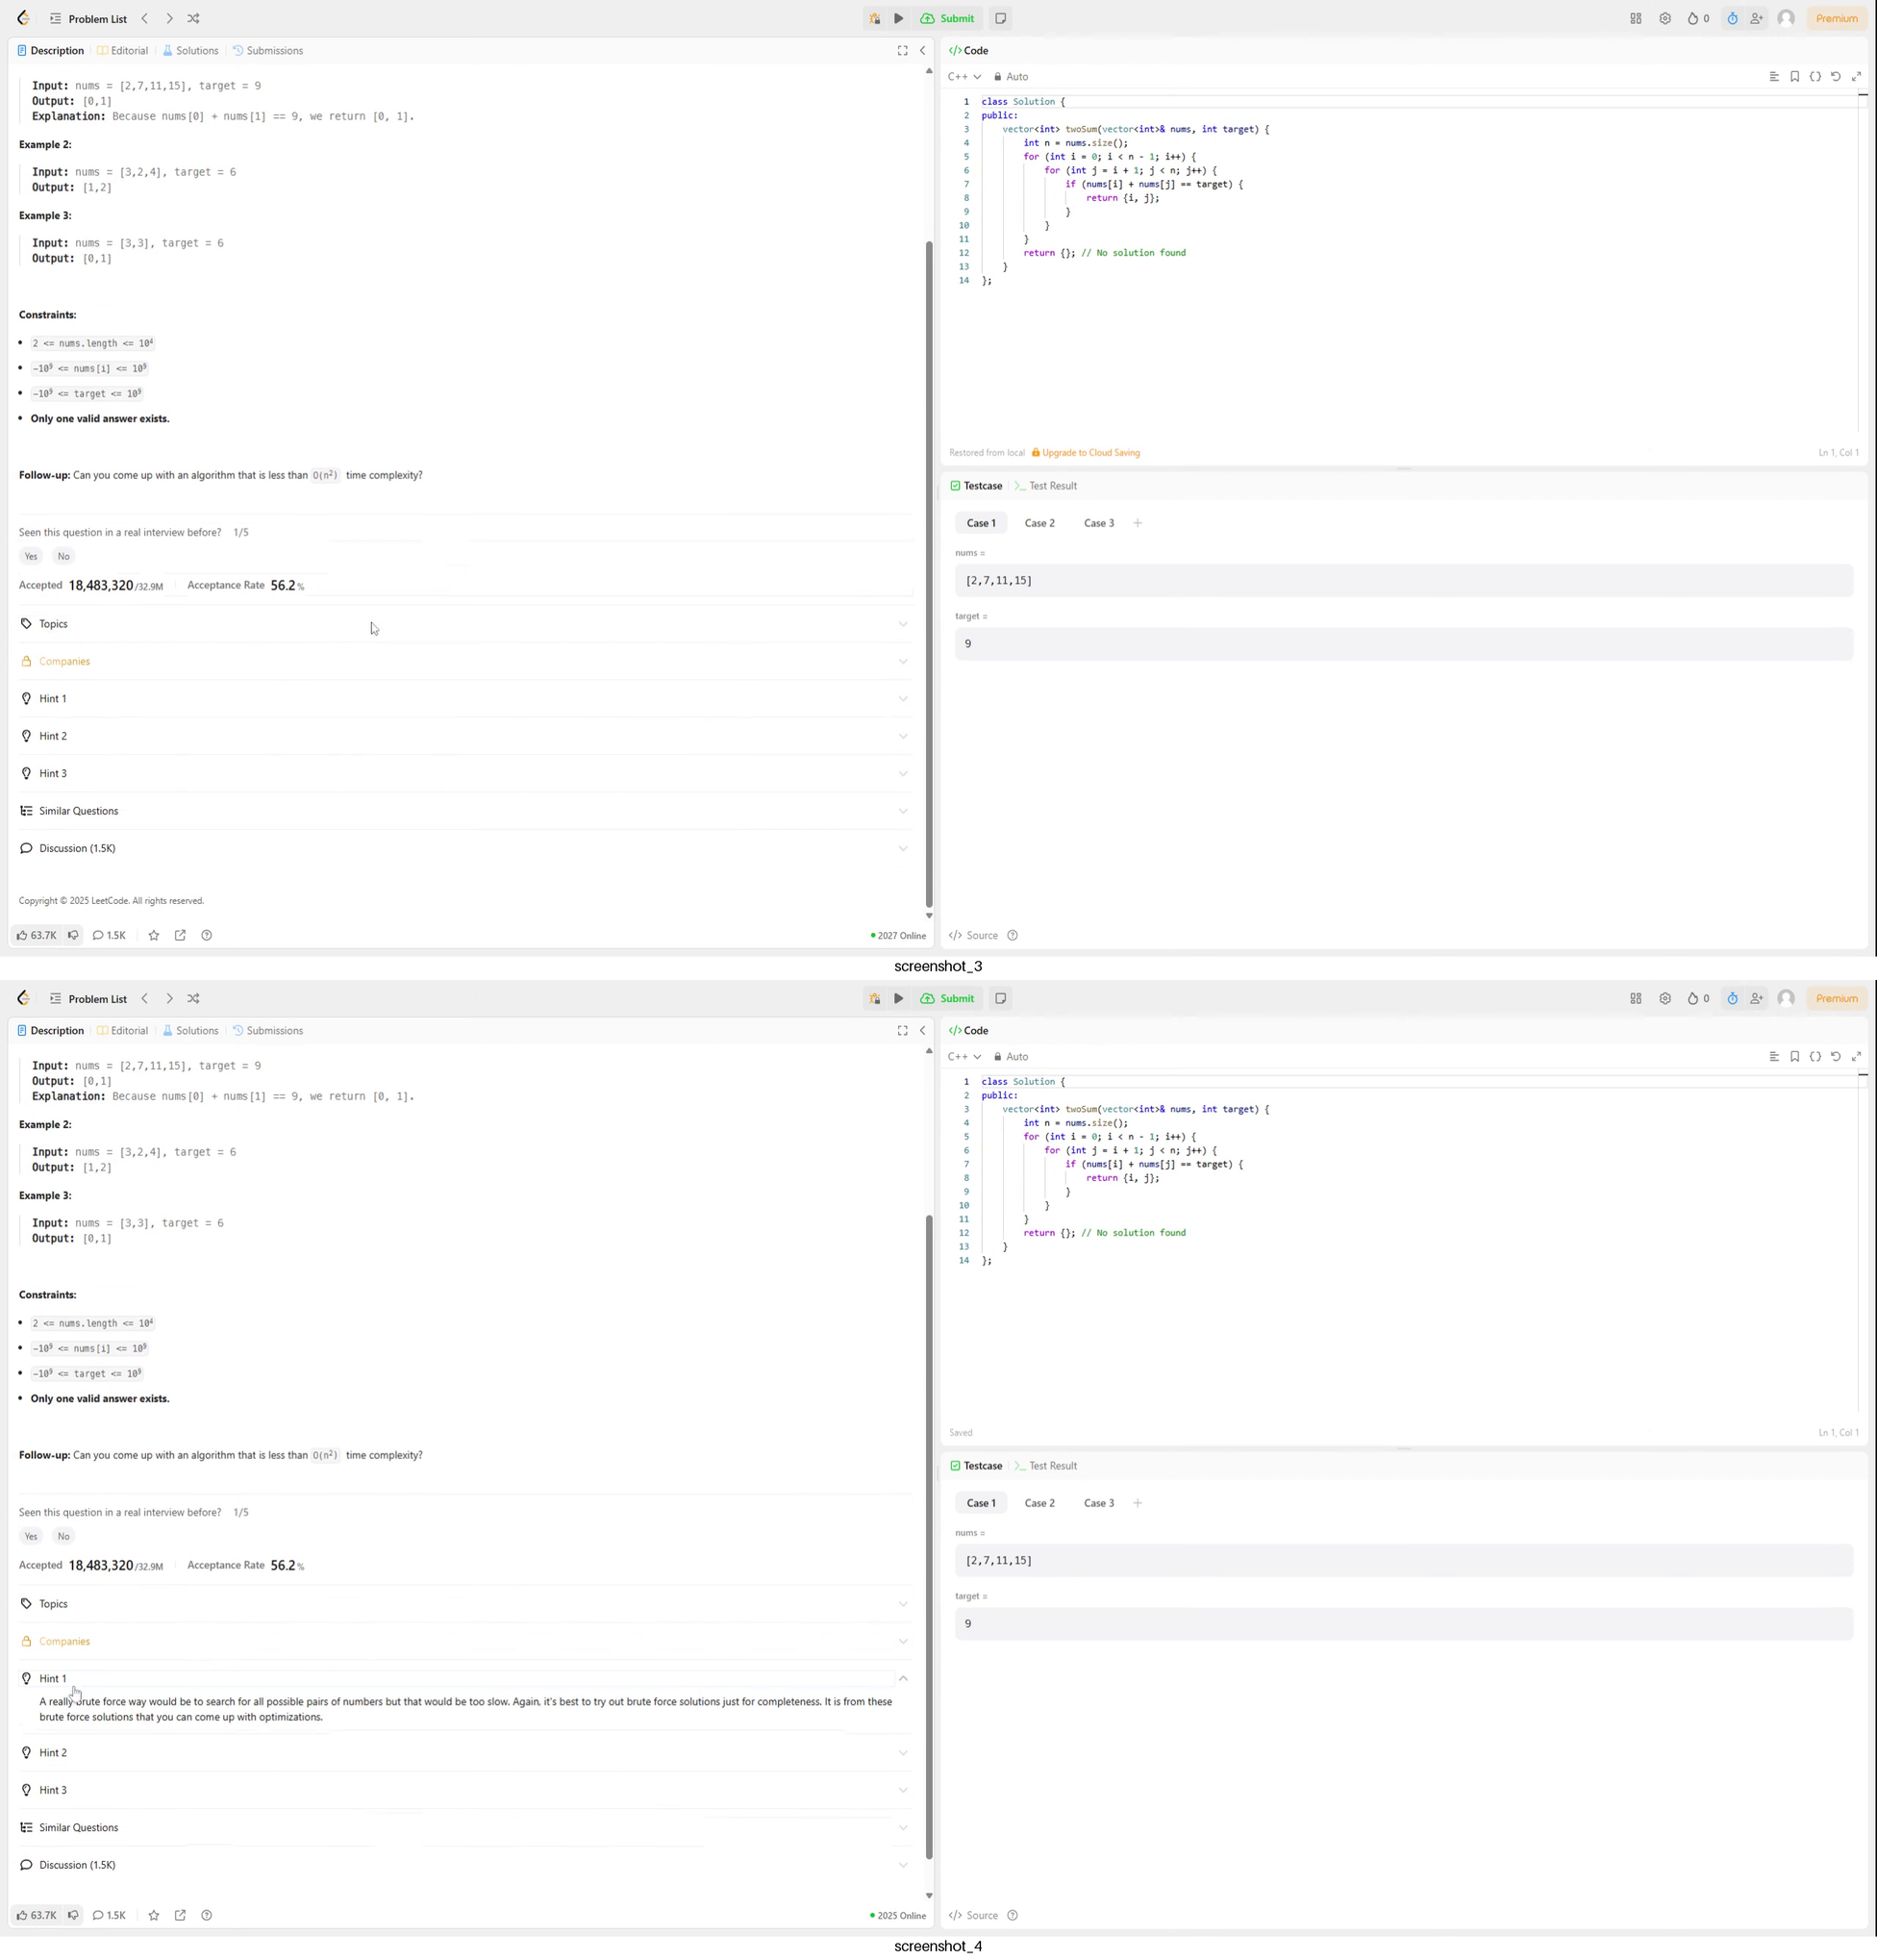 Problem List
Submit
0
Premium
Description
Editorial
Solutions
Submissions
Input: nums = [2,7,11,15], target = 9
Output: [0,1]
Explanation: Because nums[0] + nums[1] == 9, we return [0, 1].
Example 2:
Input: nums = [3,2,4], target = 6
Output: [1,2]
Example 3:
Input: nums = [3,3], target = 6
Output: [0,1]
Constraints:
• 2 <= nums.length <= 10⁴
• -10⁹ <= nums[i] <= 10⁹
• -10⁹ <= target <= 10⁹
• Only one valid answer exists.
Follow-up: Can you come up with an algorithm that is less than O(n²) time complexity?
Seen this question in a real interview before? 1/5
Yes No
Accepted 18,483,320/32.9M Acceptance Rate 56.2%
Topics
Companies
Hint 1
Hint 2
Hint 3
Similar Questions
Discussion (1.5K)
Copyright © 2025 LeetCode. All rights reserved.
63.7K 1.5K
2027 Online
</>Code
C++ Auto
1 class Solution {
2 public:
3 vector<int> twoSum(vector<int>& nums, int target) {
4 int n = nums.size();
5 for (int i = 0; i < n - 1; i++) {
6 for (int j = i + 1; j < n; j++) {
7 if (nums[i] + nums[j] == target) {
8 return {i, j};
9 }
10 }
11 }
12 return {}; // No solution found
13 }
14 };
Restored from local Upgrade to Cloud Saving
Ln 1, Col 1
Testcase >_ Test Result
Case 1 Case 2 Case 3 +
nums =
[2,7,11,15]
target =
9
</> Source
screenshot_3
Problem List
Submit
0
Premium
Description
Editorial
Solutions
Submissions
Input: nums = [2,7,11,15], target = 9
Output: [0,1]
Explanation: Because nums[0] + nums[1] == 9, we return [0, 1].
Example 2:
Input: nums = [3,2,4], target = 6
Output: [1,2]
Example 3:
Input: nums = [3,3], target = 6
Output: [0,1]
Constraints:
• 2 <= nums.length <= 10⁴
• -10⁹ <= nums[i] <= 10⁹
• -10⁹ <= target <= 10⁹
• Only one valid answer exists.
Follow-up: Can you come up with an algorithm that is less than O(n²) time complexity?
Seen this question in a real interview before? 1/5
Yes No
Accepted 18,483,320/32.9M Acceptance Rate 56.2%
Topics
Companies
Hint 1
A really brute force way would be to search for all possible pairs of numbers but that would be too slow. Again, it's best to try out brute force solutions just for completeness. It is from these
brute force solutions that you can come up with optimizations.
Hint 2
Hint 3
Similar Questions
Discussion (1.5K)
63.7K 1.5K
2025 Online
</>Code
C++ Auto
1 class Solution {
2 public:
3 vector<int> twoSum(vector<int>& nums, int target) {
4 int n = nums.size();
5 for (int i = 0; i < n - 1; i++) {
6 for (int j = i + 1; j < n; j++) {
7 if (nums[i] + nums[j] == target) {
8 return {i, j};
9 }
10 }
11 }
12 return {}; // No solution found
13 }
14 };
Saved
Ln 1, Col 1
Testcase >_ Test Result
Case 1 Case 2 Case 3 +
nums =
[2,7,11,15]
target =
9
</> Source
screenshot_4